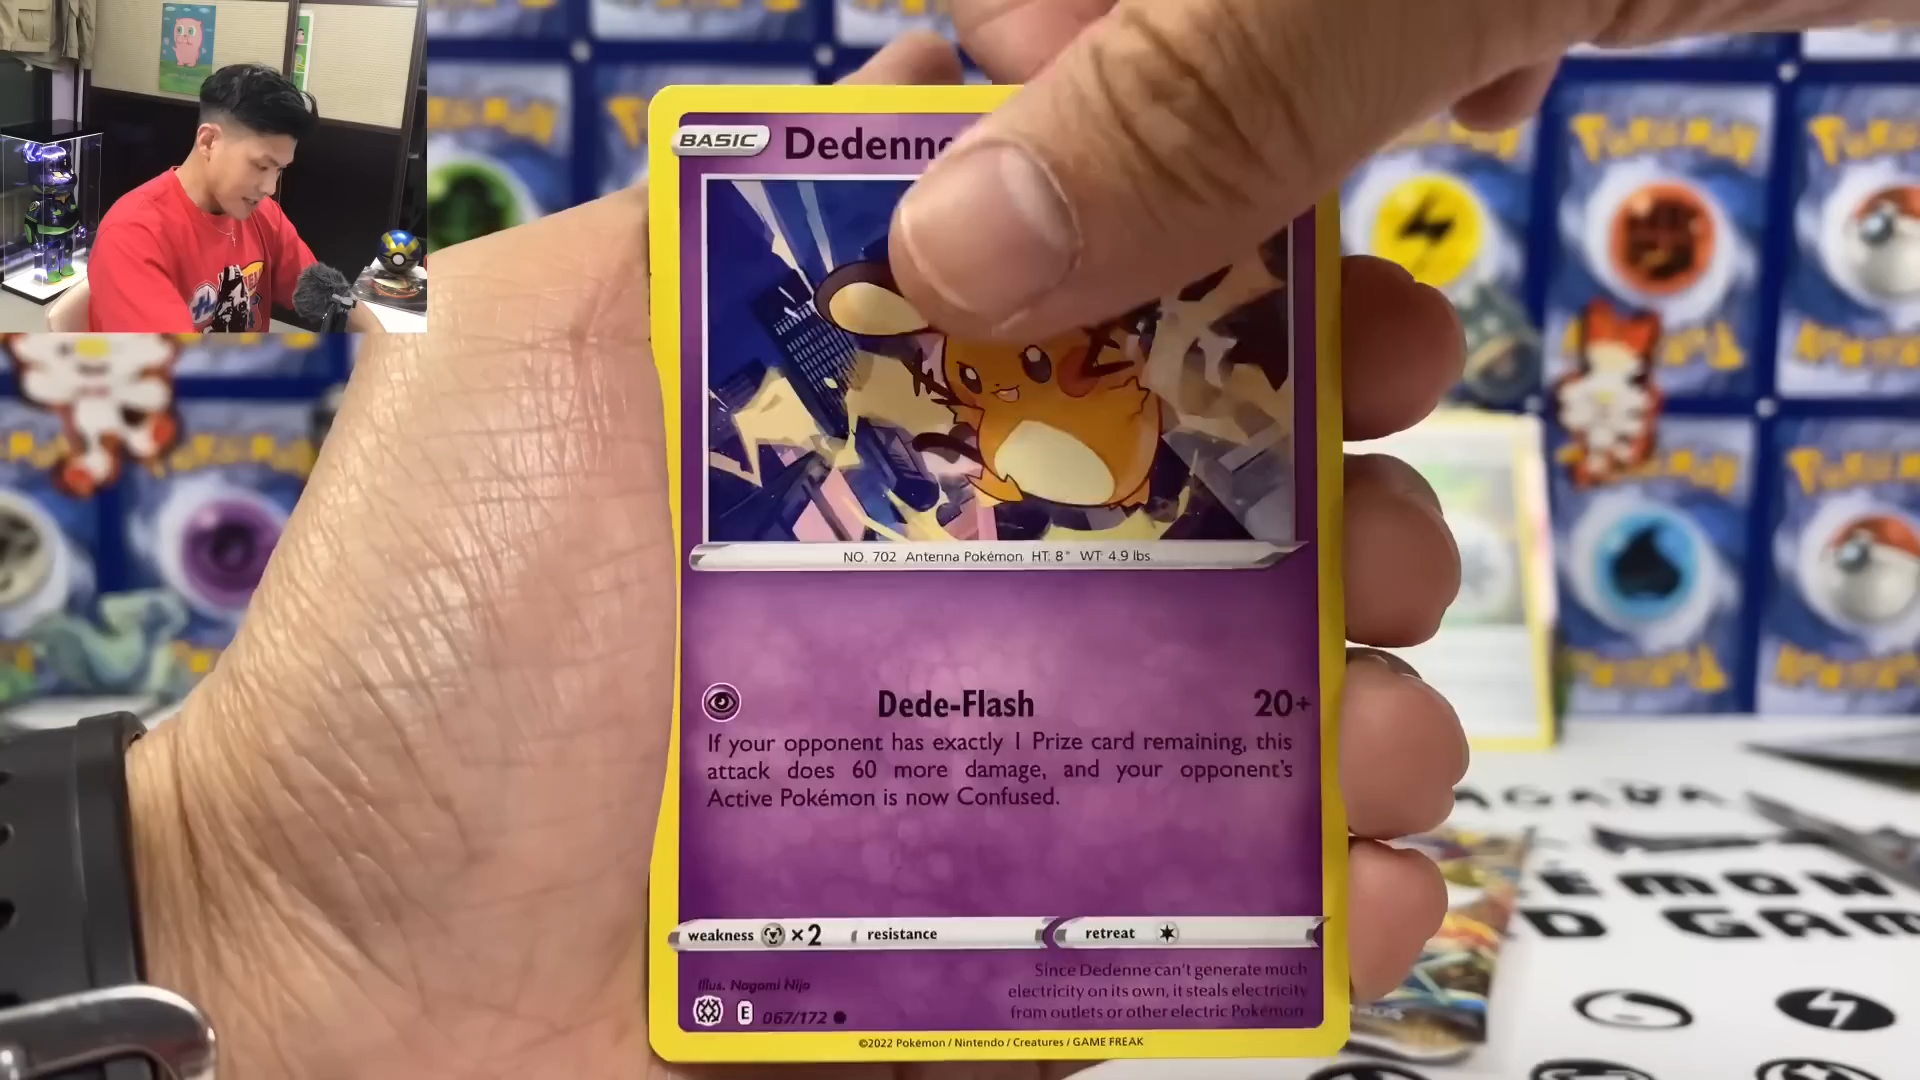 BASIC
NO. 702 Antenna Pokémon HT: 8" WT: 4.9 lbs
Dede-Flash 20+
If your opponent has exactly 1 Prize card remaining, this
attack does 60 more damage, and your opponent's
Active Pokémon is now Confused.
weakness ×2 resistance retreat
Illus. Nagomi Nijo
Since Dedenne can't generate much
electricity on its own, it steals electricity
from outlets or other electric Pokémon
E 067/172
©2022 Pokémon / Nintendo / Creatures / GAME FREAK